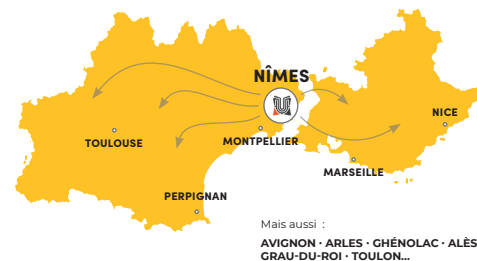 NÎMES
NICE
TOULOUSE
MONTPELLIER
MARSEILLE
PERPIGNAN
Mais aussi :
AVIGNON · ARLES · GHÉNOLAC · ALÈS
GRAU-DU-ROI · TOULON...